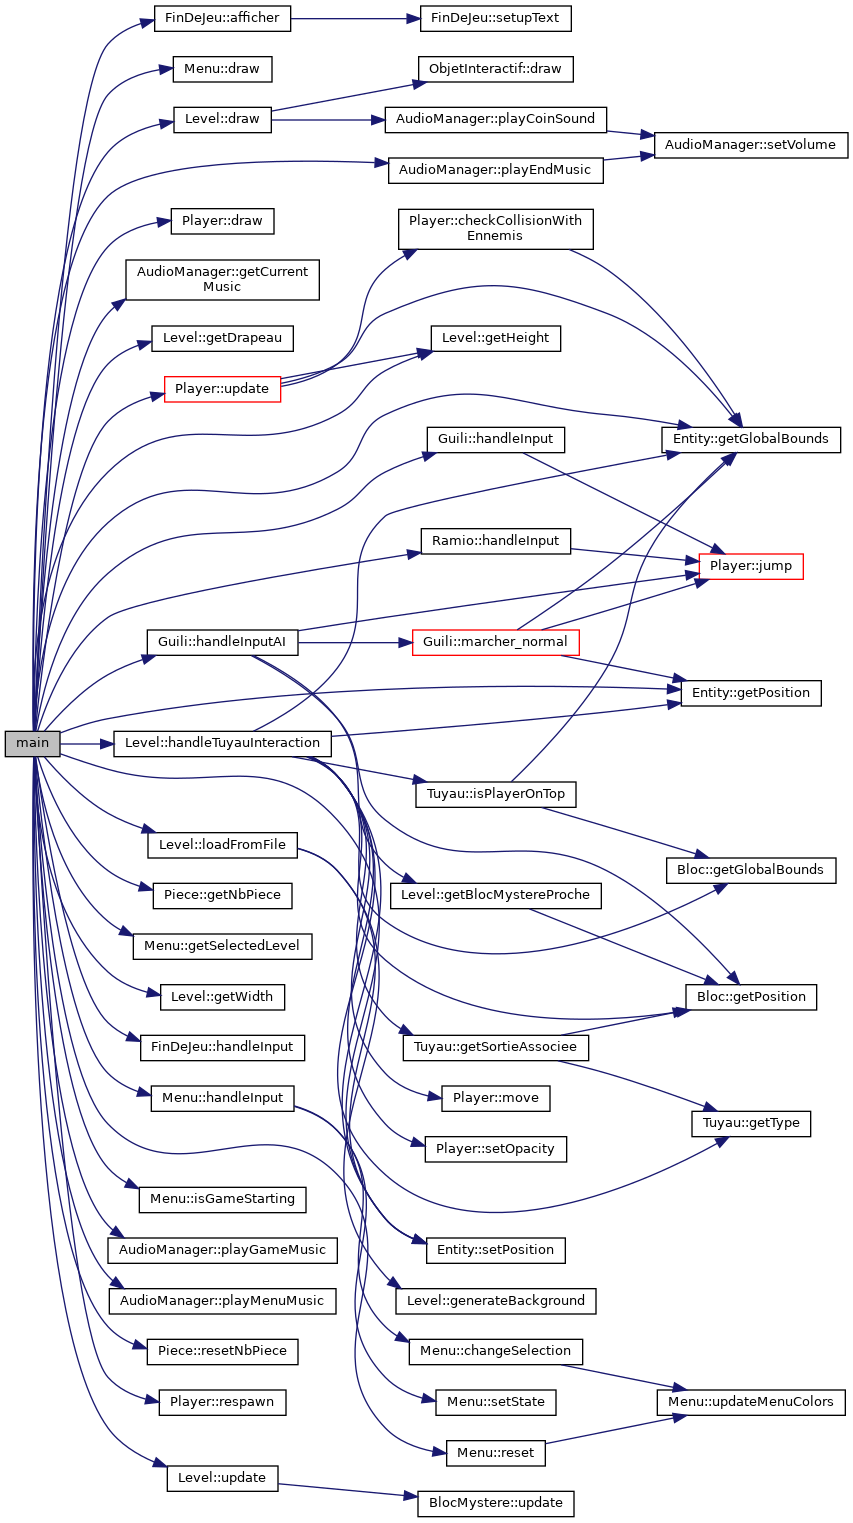 FinDeJeu::afficher
FinDeJeu::setupText
Menu::draw
ObjetInteractif::draw
Level::draw
AudioManager::playCoinSound
AudioManager::setVolume
AudioManager::playEndMusic
Player::draw
Player::checkCollisionWith
Ennemis
AudioManager::getCurrent
Music
Level::getDrapeau
Level::getHeight
Player::update
Guili::handleInput
Entity::getGlobalBounds
Ramio::handleInput
Player::jump
Guili::handleInputAI
Guili::marcher_normal
Entity::getPosition
main
Level::handleTuyauInteraction
Tuyau::isPlayerOnTop
Level::loadFromFile
Bloc::getGlobalBounds
Piece::getNbPiece
Level::getBlocMystereProche
Menu::getSelectedLevel
Level::getWidth
Bloc::getPosition
FinDeJeu::handleInput
Tuyau::getSortieAssociee
Menu::handleInput
Player::move
Tuyau::getType
Player::setOpacity
Menu::isGameStarting
AudioManager::playGameMusic
Entity::setPosition
AudioManager::playMenuMusic
Level::generateBackground
Piece::resetNbPiece
Menu::changeSelection
Player::respawn
Menu::setState
Menu::updateMenuColors
Menu::reset
Level::update
BlocMystere::update